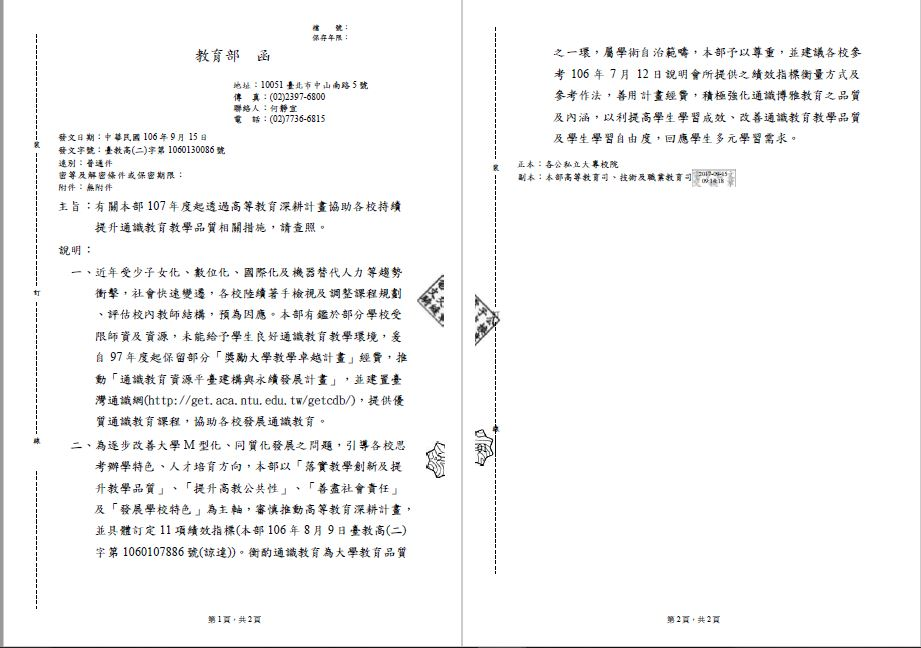 檔　　號：
保存年限：
教育部　函
地址：10051 臺北市中山南路5號
傳　真：(02)2397-6800
聯絡人：何靜宜
電　話：(02)7736-6815
發文日期：中華民國106年9月15日
發文字號：臺教高(二)字第1060130086號
速別：普通件
密等及解密條件或保密期限：
附件：無附件
主旨：有關本部107年度起透過高等教育深耕計畫協助各校持續
提升通識教育教學品質相關措施，請查照。
說明：
一、近年受少子女化、數位化、國際化及機器替代人力等趨勢
衝擊，社會快速變遷，各校陸續著手檢視及調整課程規劃
、評估校內教師結構，預為因應。本部有鑑於部分學校受
限師資及資源，未能給予學生良好通識教育教學環境，爰
自97年度起保留部分「獎勵大學教學卓越計畫」經費，推
動「通識教育資源平臺建構與永續發展計畫」，並建置臺
灣通識網(http://get.aca.ntu.edu.tw/getcdb/)，提供優
質通識教育課程，協助各校發展通識教育。
二、為逐步改善大學M型化、同質化發展之問題，引導各校思
考辦學特色、人才培育方向，本部以「落實教學創新及提
升教學品質」、「提升高教公共性」、「善盡社會責任」
及「發展學校特色」為主軸，審慎推動高等教育深耕計畫，
並具體訂定11項績效指標(本部106年8月9日臺教高(二)
字第1060107886號(諒達))。衡酌通識教育為大學教育品質
裝
訂
線
第1頁，共2頁
之一環，屬學術自治範疇，本部予以尊重，並建議各校參
考106年7月12日說明會所提供之績效指標衡量方式及
參考作法，善用計畫經費，積極強化通識博雅教育之品質
及內涵，以利提高學生學習成效、改善通識教育教學品質
及學生學習自由度，回應學生多元學習需求。
正本：各公私立大專校院
副本：本部高等教育司、技術及職業教育司
2017-09-15
09:14:18
裝
線
第2頁，共2頁